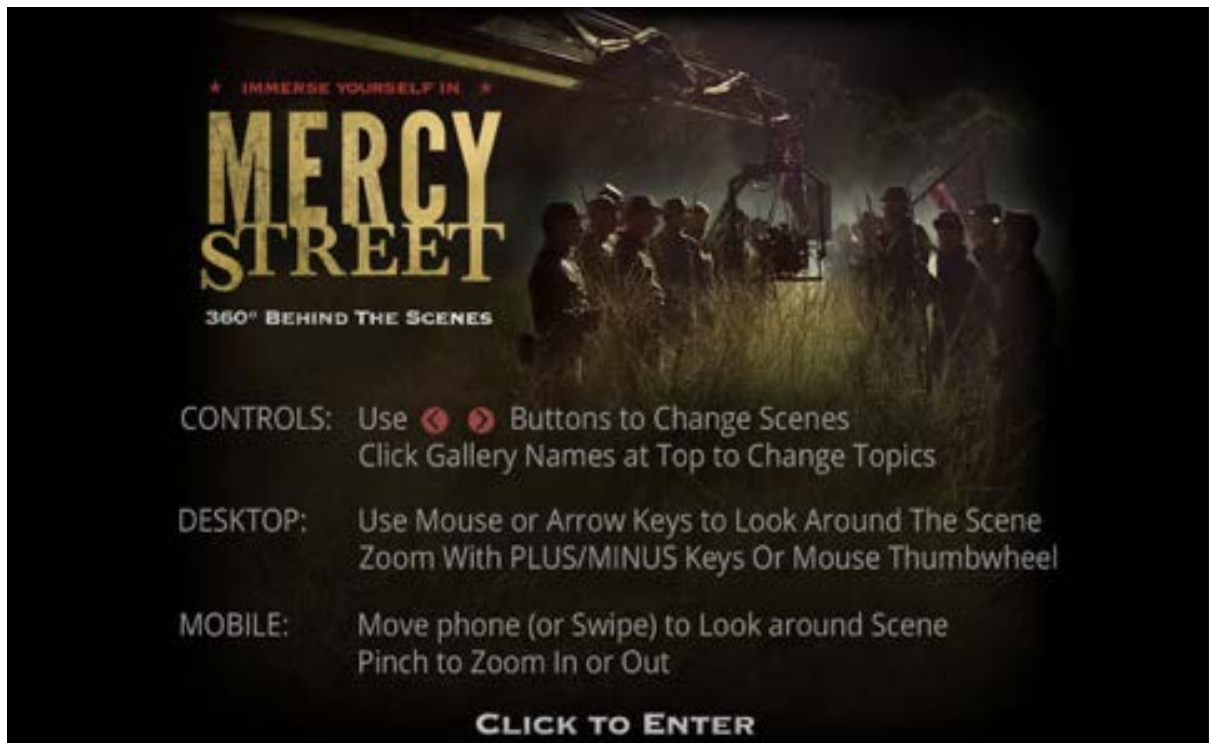 ★ IMMERSE YOURSELF IN ★
MERCY
STREET
360° BEHIND THE SCENES
CONTROLS: Use < > Buttons to Change Scenes
Click Gallery Names at Top to Change Topics
DESKTOP: Use Mouse or Arrow Keys to Look Around The Scene
Zoom With PLUS/MINUS Keys Or Mouse Thumbwheel
MOBILE: Move phone (or Swipe) to Look around Scene
Pinch to Zoom In or Out
CLICK TO ENTER